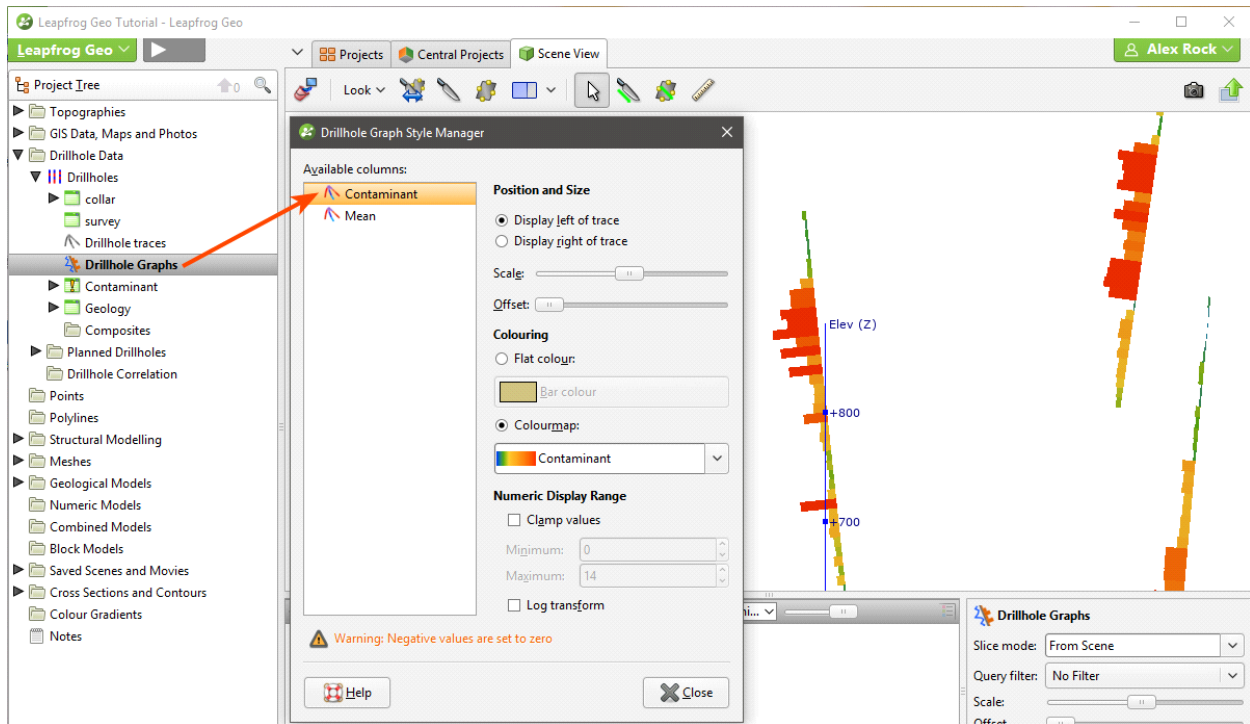 Leapfrog Geo Tutorial - Leapfrog Geo
Leapfrog Geo
Projects
Central Projects
Scene View
Alex Rock
Project Tree
0
Look
Topographies
GIS Data, Maps and Photos
Drillhole Data
Drillholes
collar
survey
Drillhole traces
Drillhole Graphs
Contaminant
Geology
Composites
Planned Drillholes
Drillhole Correlation
Points
Polylines
Structural Modelling
Meshes
Geological Models
Numeric Models
Combined Models
Block Models
Saved Scenes and Movies
Cross Sections and Contours
Colour Gradients
Notes
Drillhole Graph Style Manager
Available columns:
Contaminant
Mean
Position and Size
Display left of trace
Display right of trace
Scale:
Offset:
Colouring
Flat colour:
Bar colour
Colourmap:
Contaminant
Numeric Display Range
Clamp values
Minimum: 0
Maximum: 14
Log transform
Warning: Negative values are set to zero
Help
Close
Elev (Z)
+800
+700
Drillhole Graphs
Slice mode: From Scene
Query filter: No Filter
Scale:
Offset